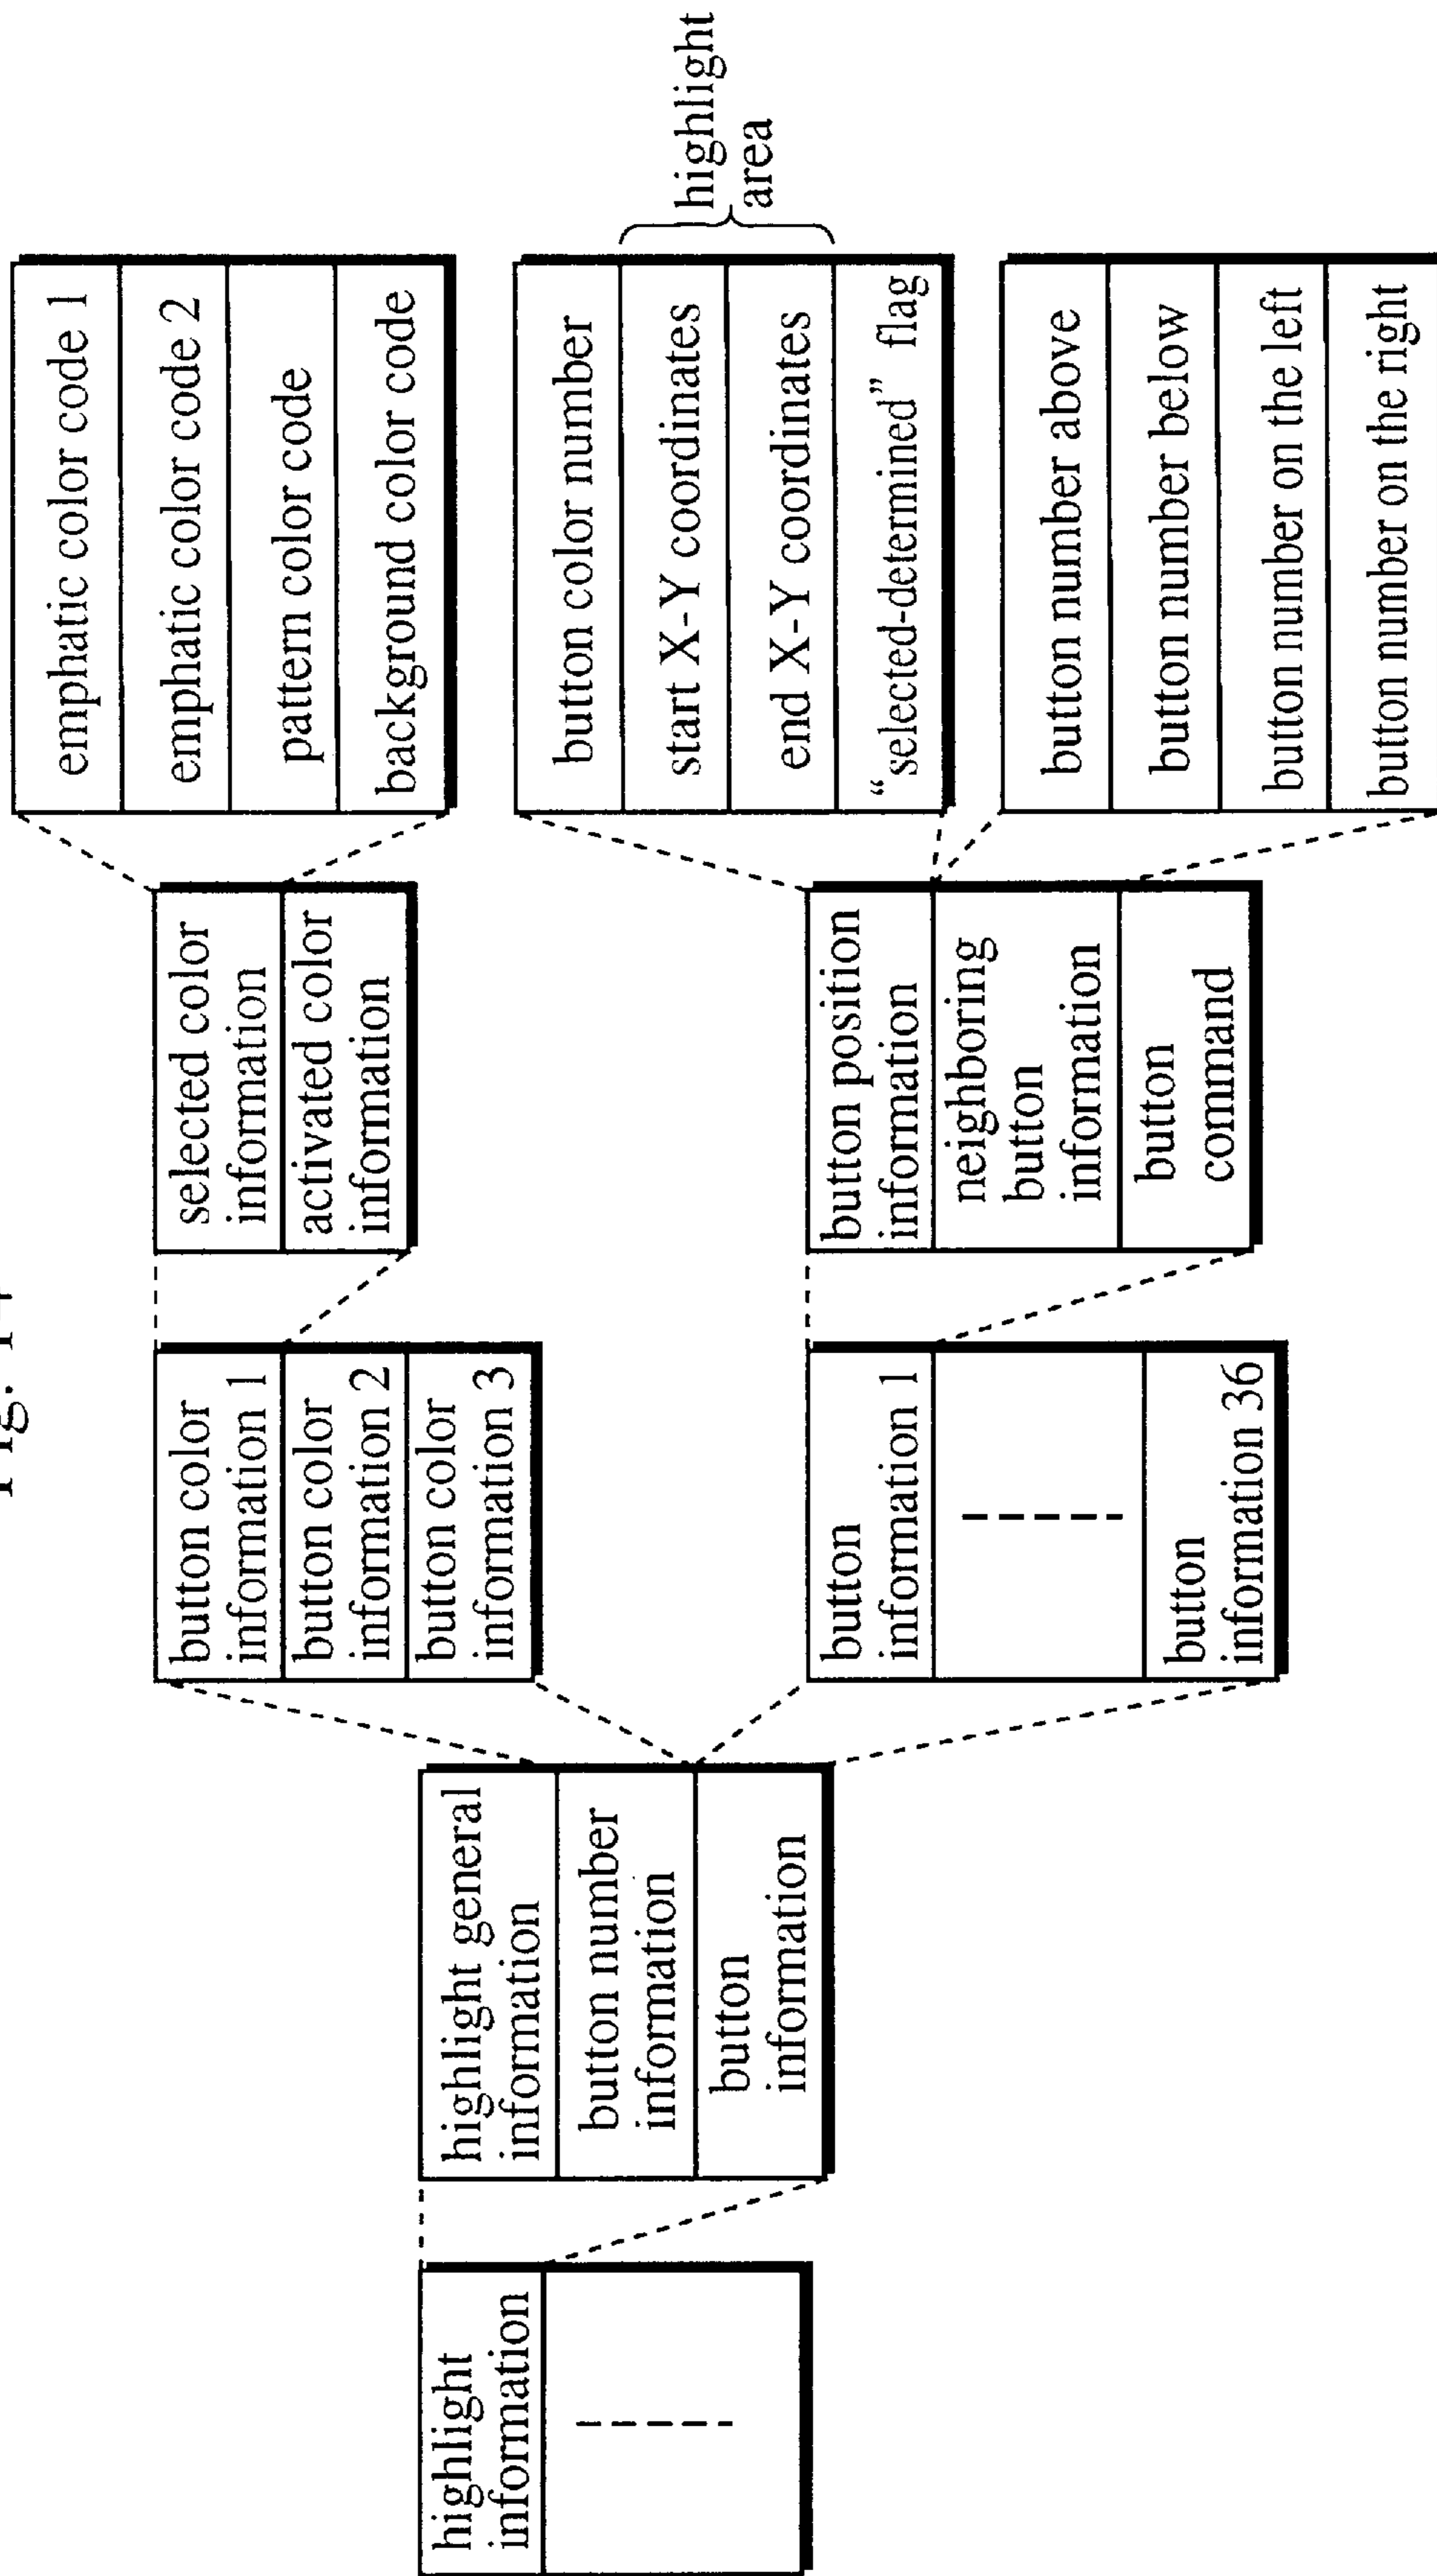 Fig. 14
highlight
information
highlight general
information
button number
information
button
information
button color
information 1
button color
information 2
button color
information 3
button
information 1
button
information 36
selected color
information
activated color
information
button position
information
neighboring
button
information
button
command
emphatic color code 1
emphatic color code 2
pattern color code
background color code
button color number
start X-Y coordinates
end X-Y coordinates
“selected-determined” flag
button number above
button number below
button number on the left
button number on the right
highlight
area